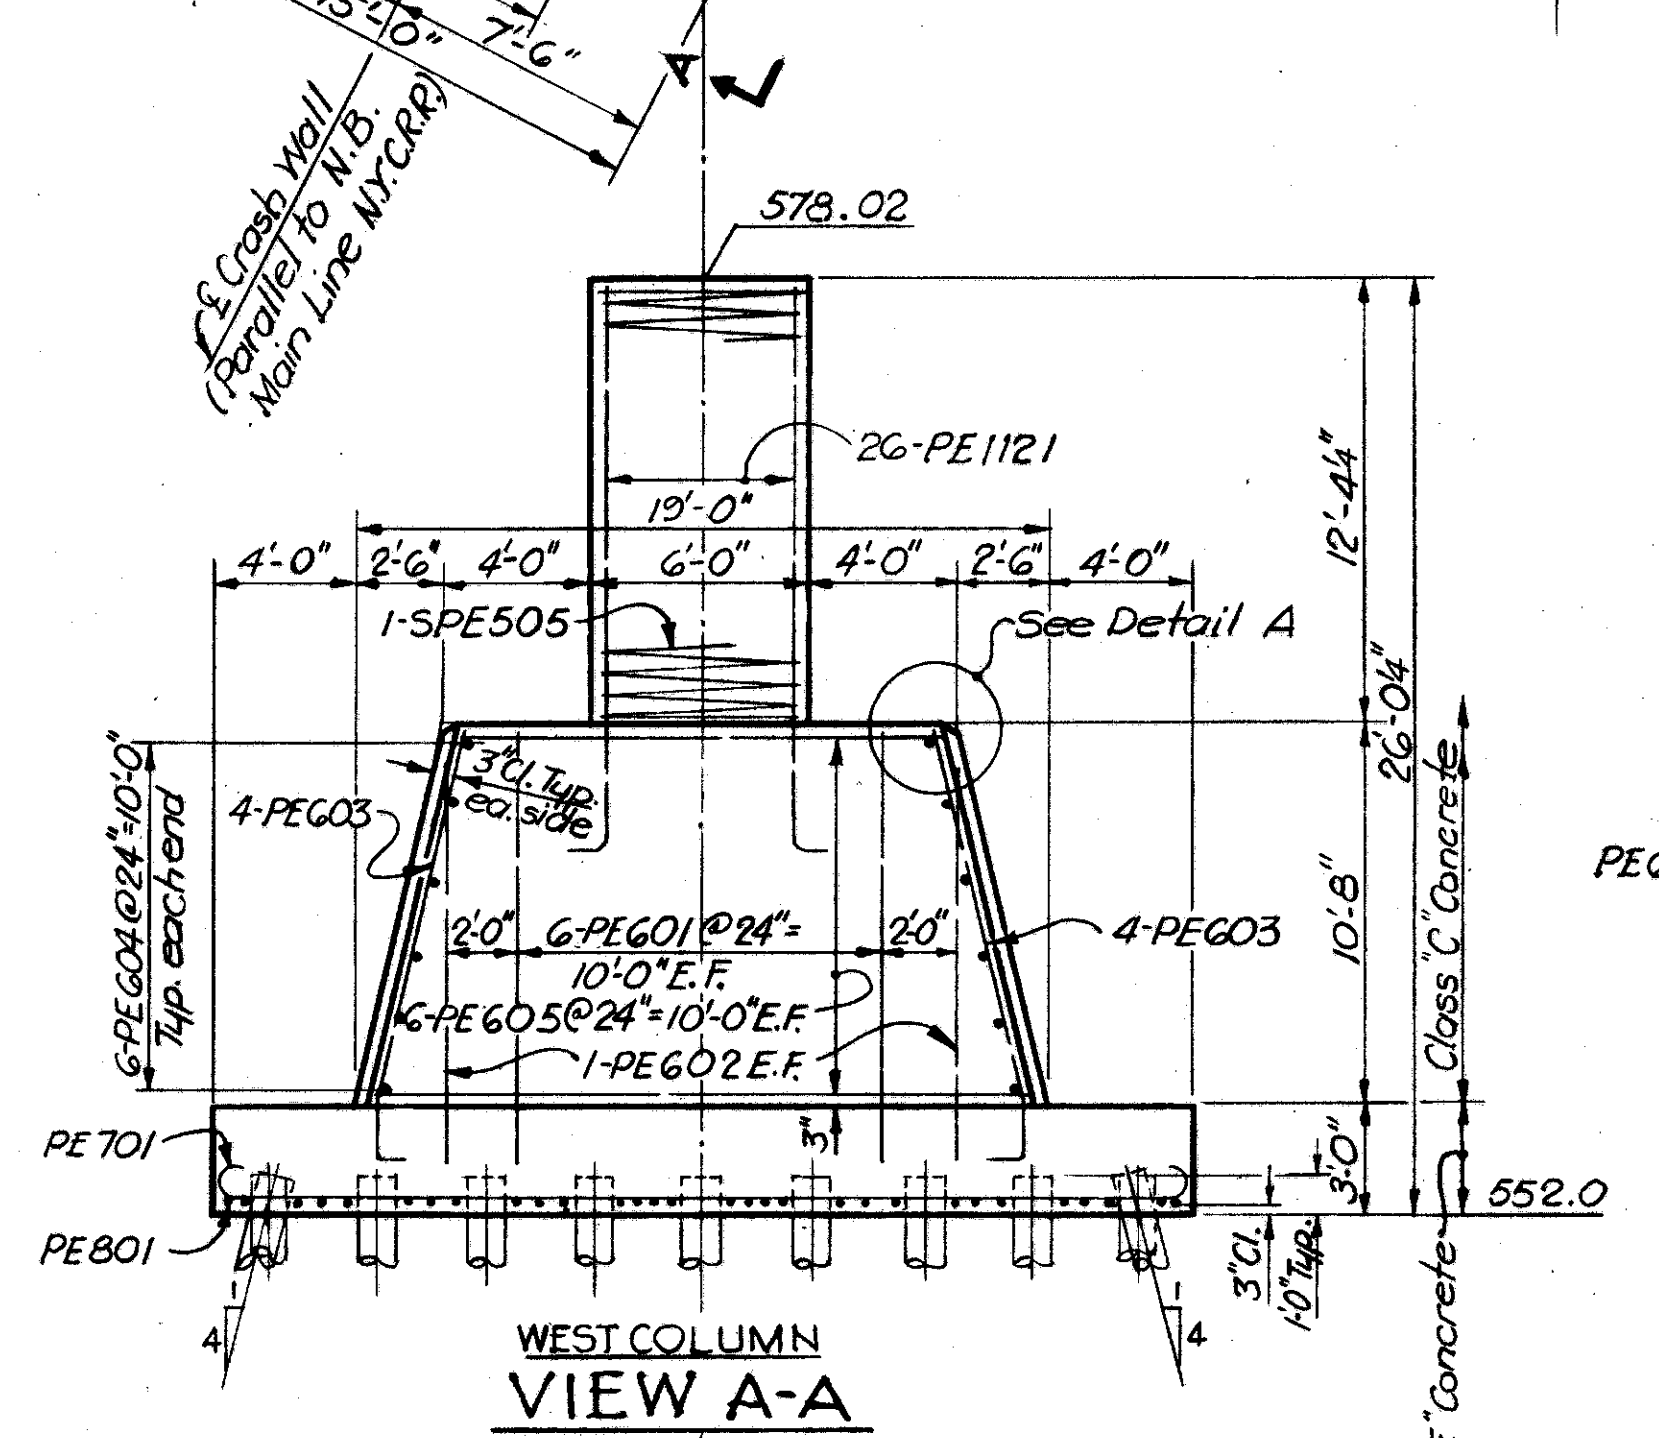 7'-6"
A
℄ Crash Wall
(Parallel to N.B.
Main Line N.Y.C.R.R.)
578.02
26-PE1121
12'-4¼"
19'-0"
4'-0" 2'-6" 4'-0" 6'-0" 4'-0" 2'-6" 4'-0"
1-SPE505
See Detail A
26'-0¼"
3"Cl. Typ.
ea. side
4-PE603
6-PE604@24"=10'-0"
Typ. each end
2'-0" 6-PE601@24"= 2'-0"
10'-0" E.F.
4-PE603
10'-8"
Class "C" Concrete
6-PE605@24"=10'-0"E.F.
1-PE602 E.F.
3"
PE701
3'-0"
552.0
PE801
3"Cl.
1'-0"Typ.
Concrete
1
4
1
4
WEST COLUMN
VIEW A-A